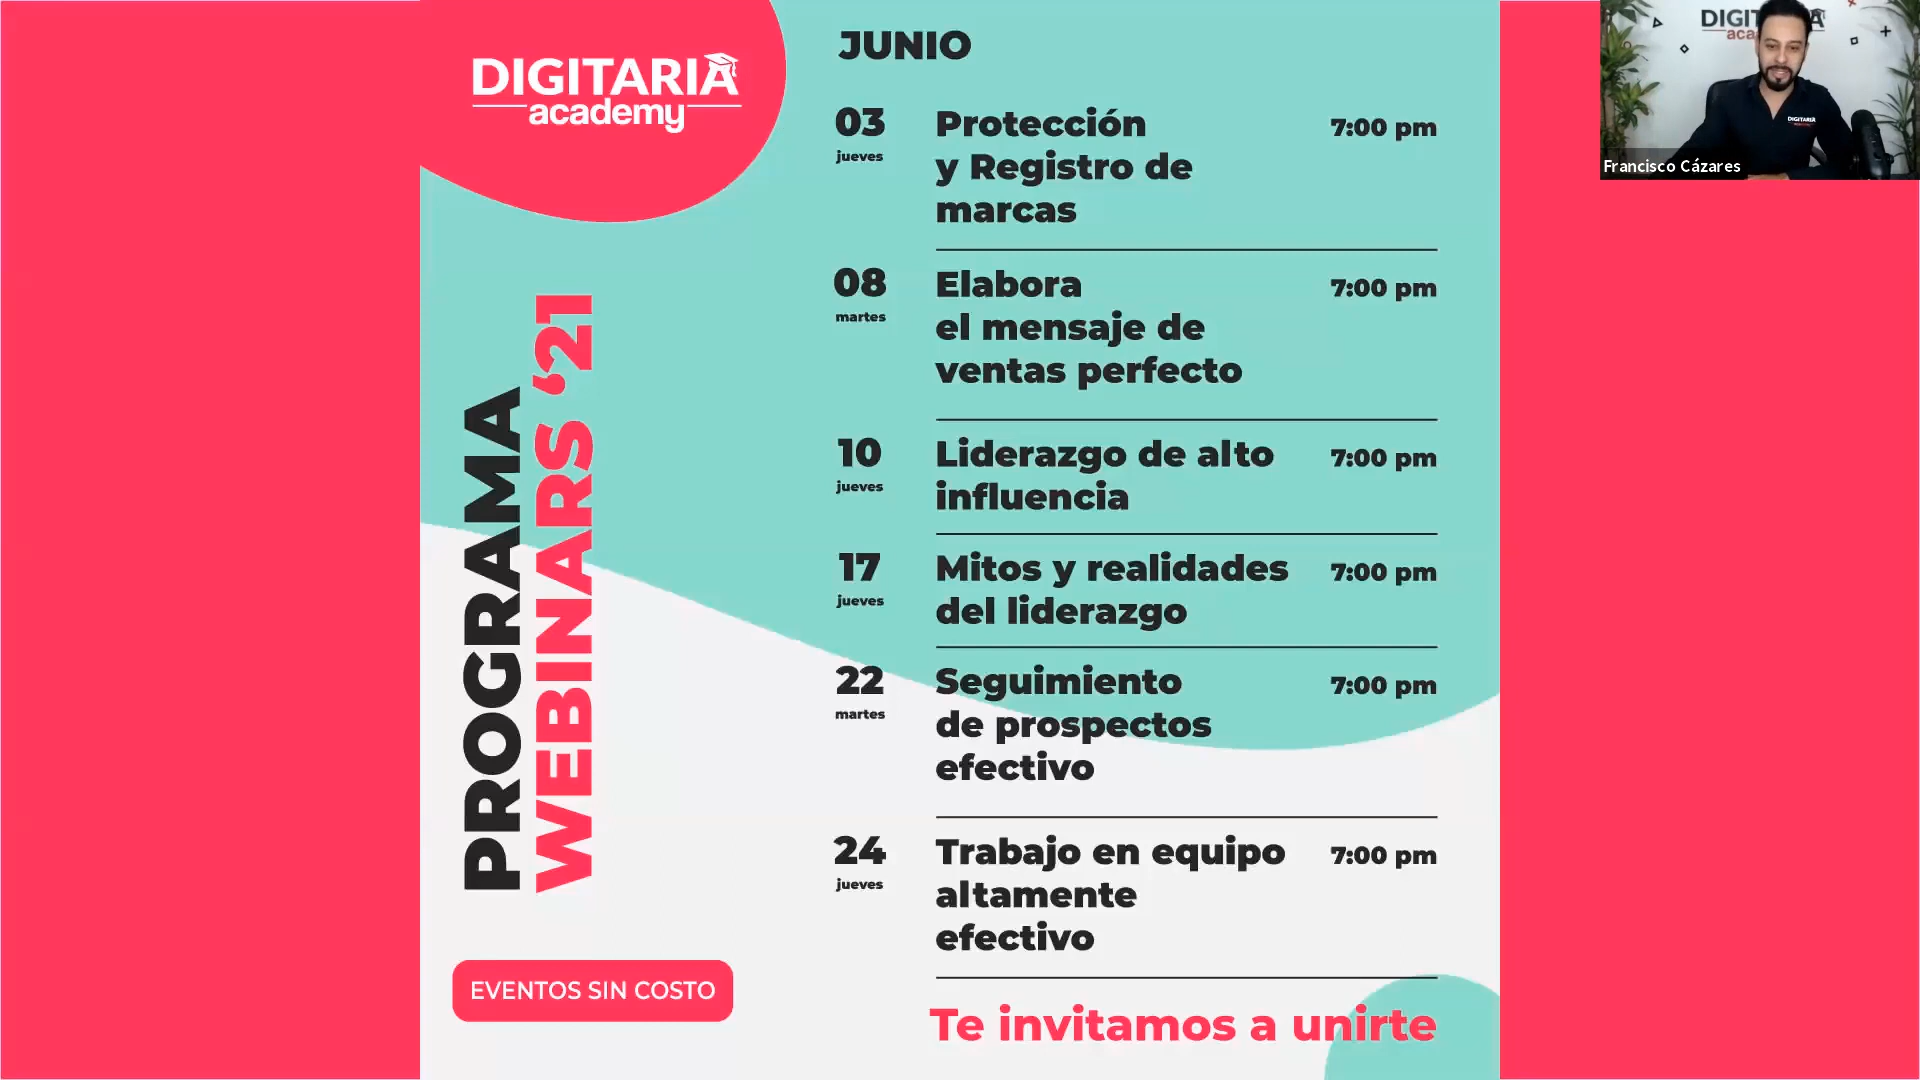 DIGITARIA
academy
PROGRAMA
WEBINARS ‘21
EVENTOS SIN COSTO
JUNIO
03
jueves
Protección
y Registro de
marcas
7:00 pm
08
martes
Elabora
el mensaje de
ventas perfecto
7:00 pm
10
jueves
Liderazgo de alto
influencia
7:00 pm
17
jueves
Mitos y realidades
del liderazgo
7:00 pm
22
martes
Seguimiento
de prospectos
efectivo
7:00 pm
24
jueves
Trabajo en equipo
altamente
efectivo
7:00 pm
Te invitamos a unirte
DIGITARIA
Francisco Cázares